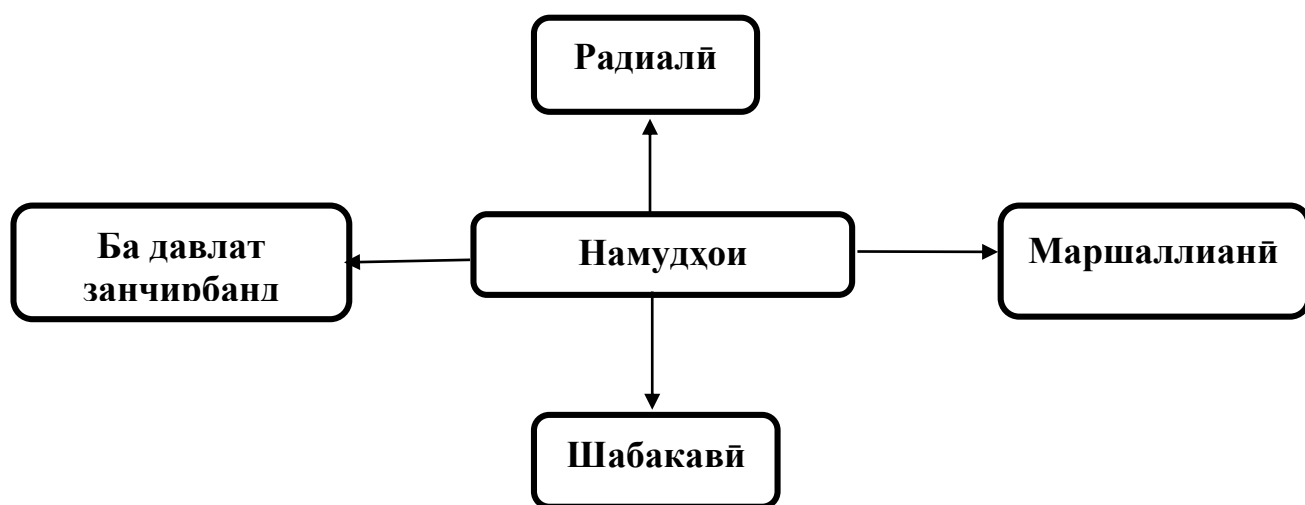 Радиалӣ
Ба давлат
занчирбанд
Намудҳои
Маршаллианӣ
Шабакавӣ